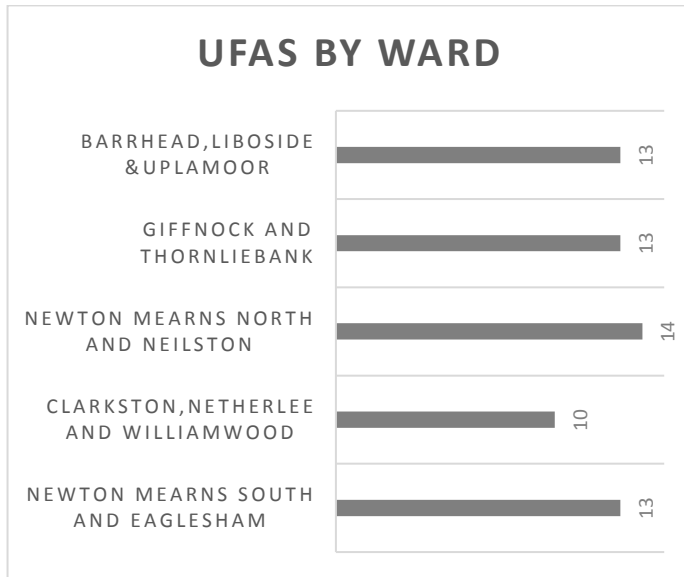 UFAS BY WARD
BARRHEAD,LIBOSIDE
&UPLAMOOR
13
GIFFNOCK AND
THORNLIEBANK
13
NEWTON MEARNS NORTH
AND NEILSTON
14
CLARKSTON,NETHERLEE
AND WILLIAMWOOD
10
NEWTON MEARNS SOUTH
AND EAGLESHAM
13